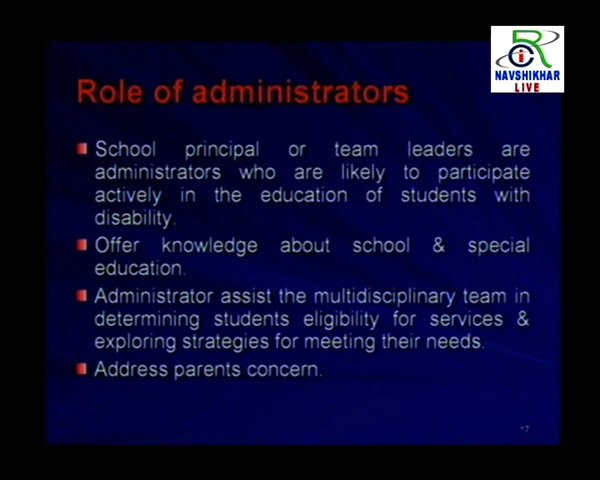 NAVSHIKHAR
LIVE
Role of administrators
School principal or team leaders are
administrators who are likely to participate
actively in the education of students with
disability.
Offer knowledge about school & special
education.
Administrator assist the multidisciplinary team in
determining students eligibility for services &
exploring strategies for meeting their needs.
Address parents concern.
17